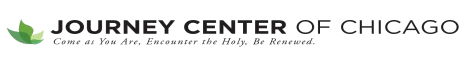 JOURNEY CENTER OF CHICAGO
Come as You Are, Encounter the Holy, Be Renewed.